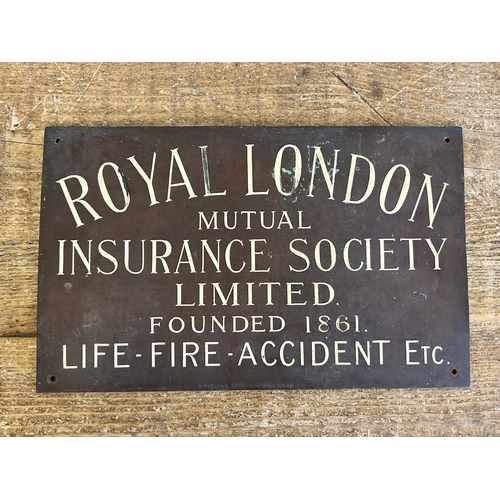 ROYAL LONDON
MUTUAL
INSURANCE SOCIETY
LIMITED.
FOUNDED 1861.
LIFE - FIRE - ACCIDENT ETC.